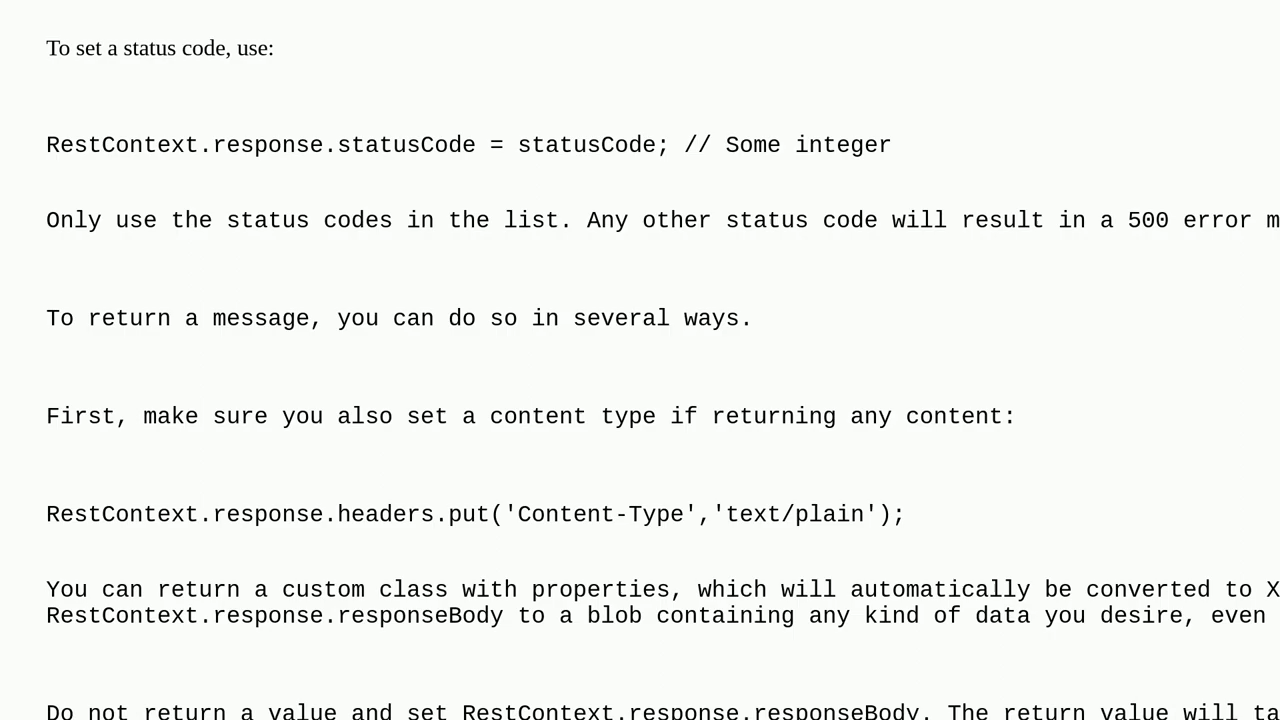 To set a status code, use:
RestContext.response.statusCode = statusCode; // Some integer
Only use the status codes in the list. Any other status code will result in a 500 error
To return a message, you can do so in several ways.
First, make sure you also set a content type if returning any content:
RestContext.response.headers.put('Content-Type','text/plain');
You can return a custom class with properties, which will automatically be converted to
RestContext.response.responseBody to a blob containing any kind of data you desire, even
Do not return a value and set RestContext.response.responseBody. The return value will